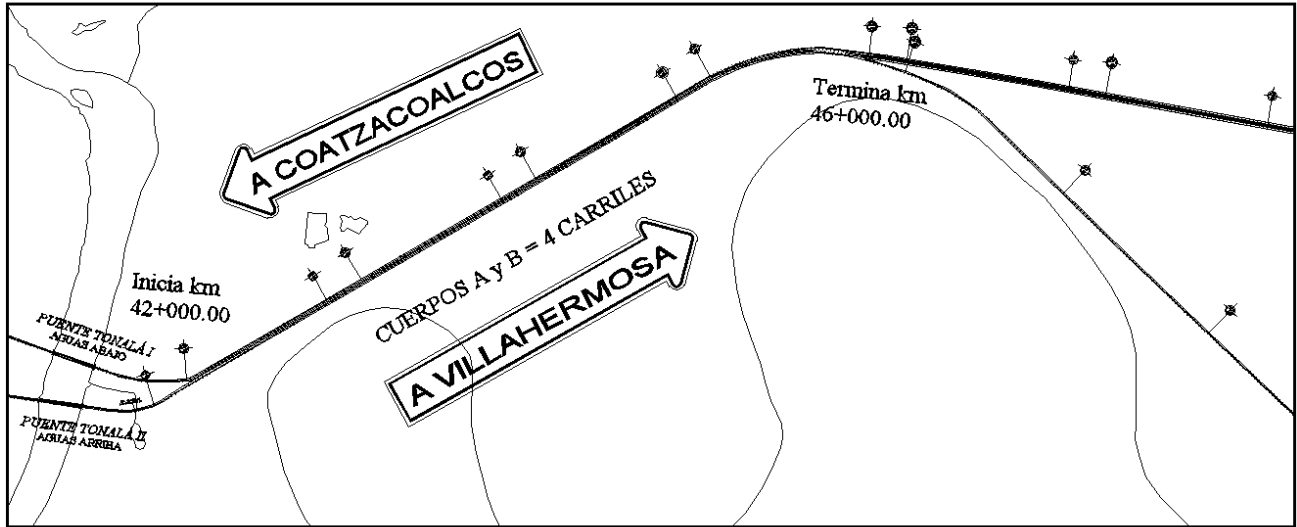 A COATZACOALCOS
Termina km
46+000.00
CUERPOS A y B = 4 CARRILES
Inicia km
42+000.00
A VILLAHERMOSA
PUENTE TONALÁ I
AGUAS ABAJO
PUENTE TONALÁ II
AGUAS ARRIBA